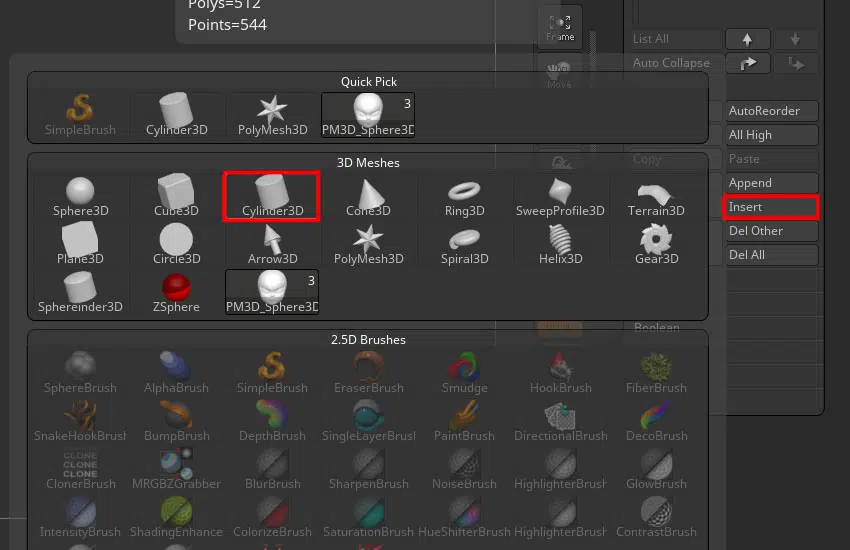 Polys=512
Points=544
Frame
Move
List All
Auto Collapse
Quick Pick
3
SimpleBrush
Cylinder3D
PolyMesh3D
PM3D_Sphere3D
AutoReorder
All High
Copy
Paste
Append
Insert
Del Other
Del All
Boolean
3D Meshes
Sphere3D
Cube3D
Cylinder3D
Cone3D
Ring3D
SweepProfile3D
Terrain3D
Plane3D
Circle3D
Arrow3D
PolyMesh3D
Spiral3D
Helix3D
Gear3D
3
Sphereinder3D
ZSphere
PM3D_Sphere3D
2.5D Brushes
SphereBrush
AlphaBrush
SimpleBrush
EraserBrush
Smudge
HookBrush
FiberBrush
SnakeHookBrush
BumpBrush
DepthBrush
SingleLayerBrusl
PaintBrush
DirectionalBrush
DecoBrush
CLONE
CLONE
CLONE
ClonerBrush
MRGBZGrabber
BlurBrush
SharpenBrush
NoiseBrush
HighlighterBrush
GlowBrush
IntensityBrush
ShadingEnhance
ColorizeBrush
SaturationBrush
HueShifterBrush
HighlighterBrush
ContrastBrush